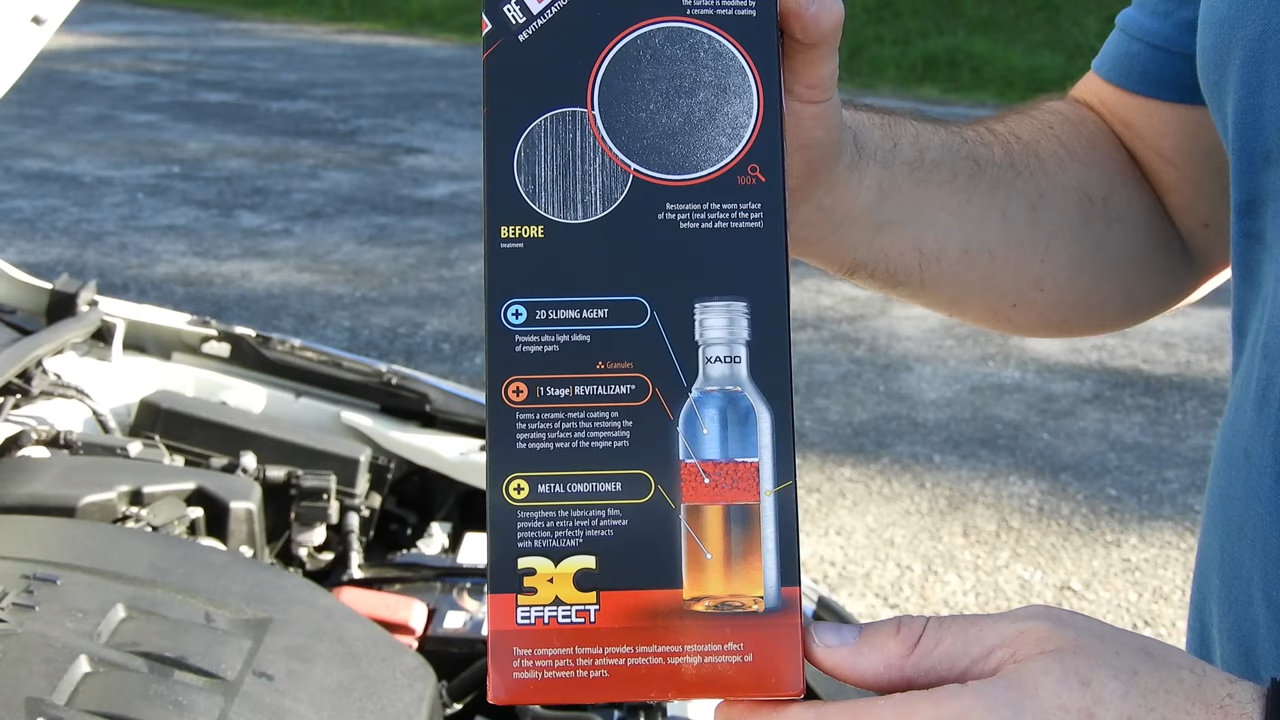 the surface is modified by
a ceramic-metal coating
REVITALIZATION
100x
Restoration of the worn surface
of the part (real surface of the part
before and after treatment)
BEFORE
treatment
2D SLIDING AGENT
Provides ultra light sliding
of engine parts
Granules
[1 Stage] REVITALIZANT®
Forms a ceramic-metal coating on
the surfaces of parts thus restoring the
operating surfaces and compensating
the ongoing wear of the engine parts
METAL CONDITIONER
Strengthens the lubricating film,
provides an extra level of antiwear
protection, perfectly interacts
with REVITALIZANT®
XADO
3C
EFFECT
Three component formula provides simultaneous restoration effect
of the worn parts, their antiwear protection, superhigh anisotropic oil
mobility between the parts.